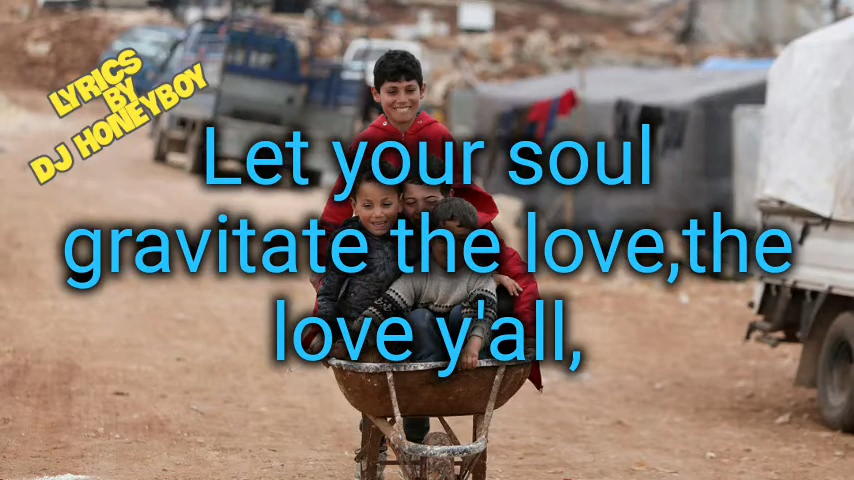 LYRICS
BY
DJ HONEYBOY
Let your soul
gravitate the love,the
love y'all,